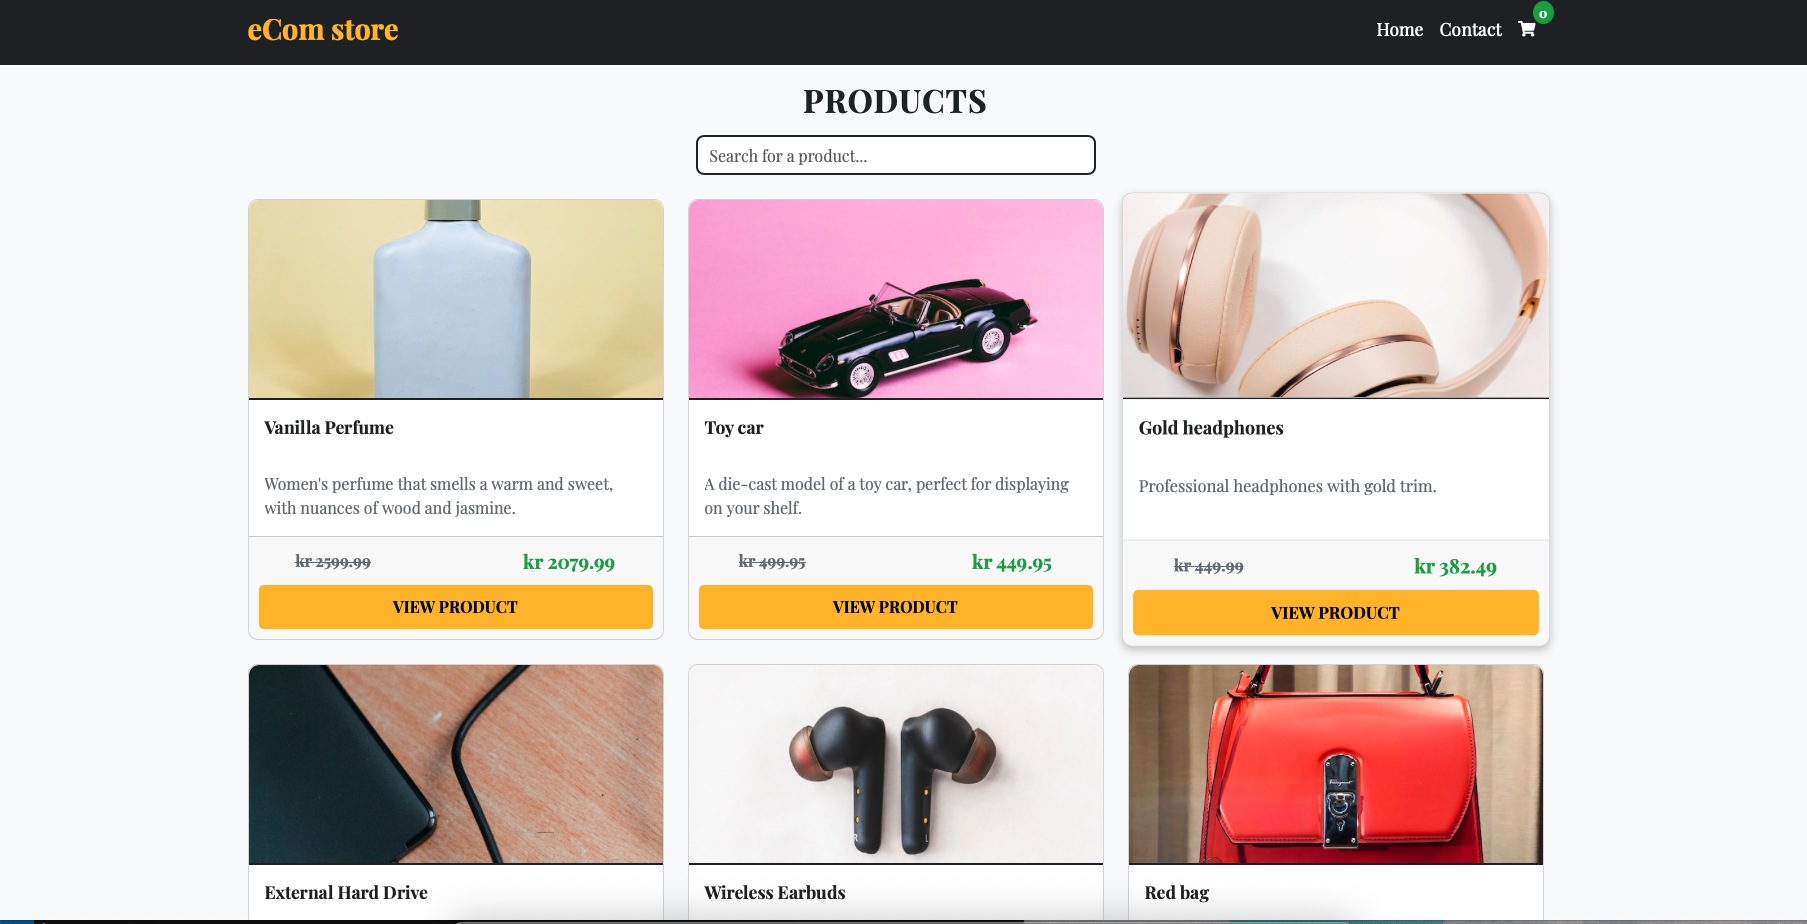 eCom store
Home Contact 0
PRODUCTS
Search for a product...
Vanilla Perfume
Women's perfume that smells a warm and sweet,
with nuances of wood and jasmine.
kr 2599.99 kr 2079.99
VIEW PRODUCT
Toy car
A die-cast model of a toy car, perfect for displaying
on your shelf.
kr 499.95 kr 449.95
VIEW PRODUCT
Gold headphones
Professional headphones with gold trim.
kr 449.99 kr 382.49
VIEW PRODUCT
External Hard Drive
R L
Wireless Earbuds
Red bag